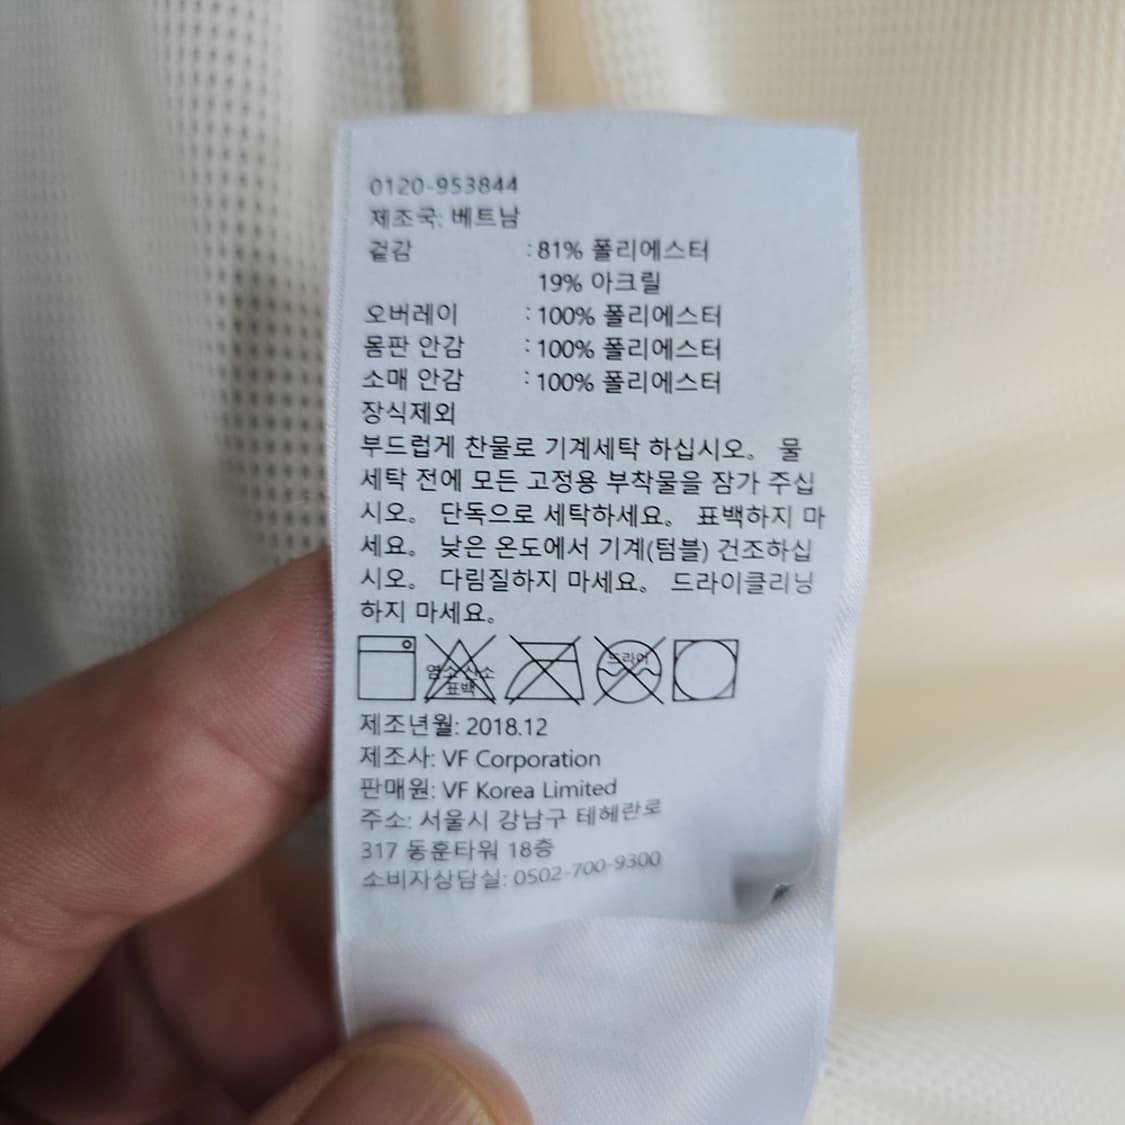 0120-953844
제조국: 베트남
겉감 : 81% 폴리에스터
19% 아크릴
오버레이 : 100% 폴리에스터
몸판 안감 : 100% 폴리에스터
소매 안감 : 100% 폴리에스터
장식제외
부드럽게 찬물로 기계세탁 하십시오。 물
세탁 전에 모든 고정용 부착물을 잠가 주십
시오。 단독으로 세탁하세요。 표백하지 마
세요。 낮은 온도에서 기계(텀블) 건조하십
시오。 다림질하지 마세요。 드라이클리닝
하지 마세요。
염소 산소 드라이
표백
제조년월: 2018.12
제조사: VF Corporation
판매원: VF Korea Limited
주소: 서울시 강남구 테헤란로
317 동훈타워 18층
소비자상담실: 0502-700-9300